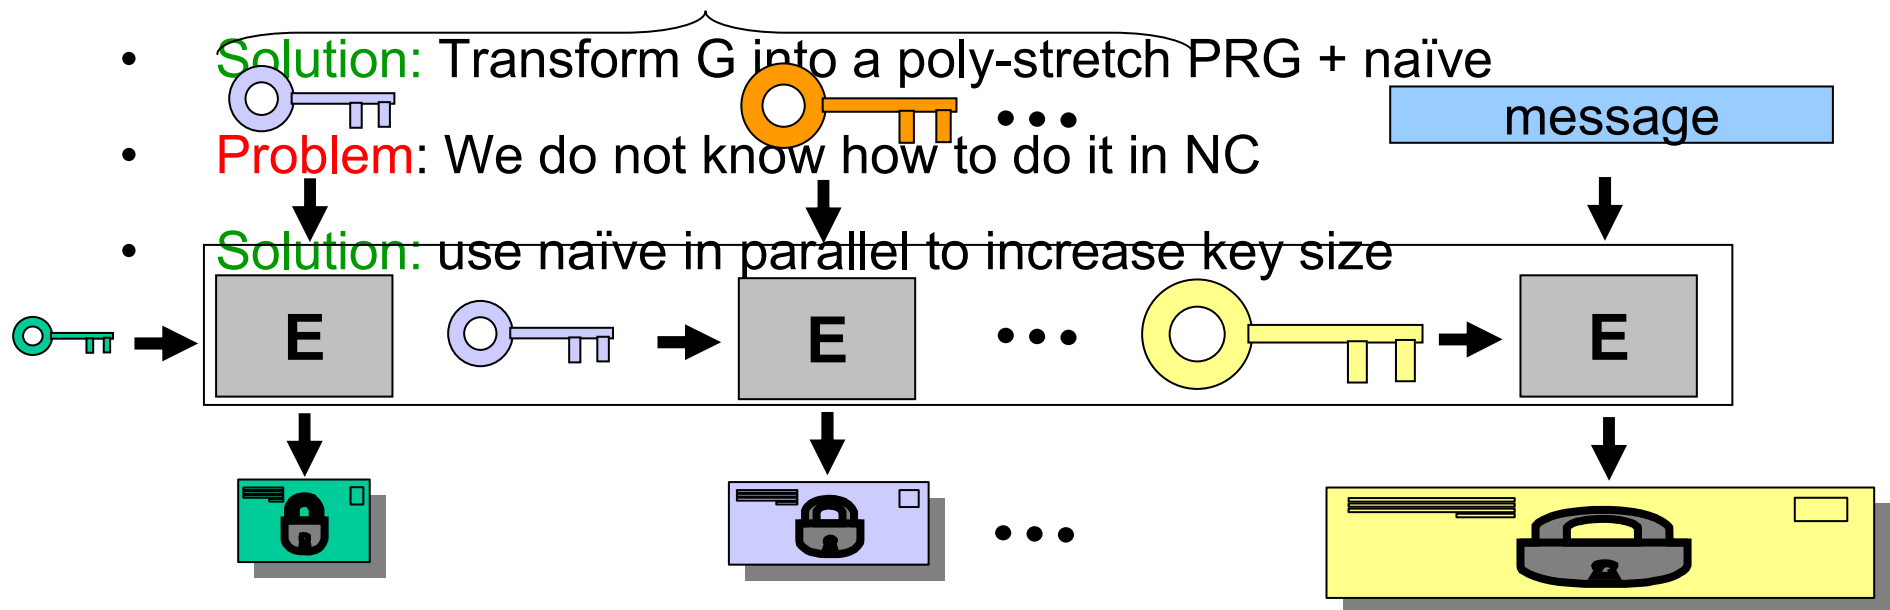 • Solution: Transform G into a poly-stretch PRG + naïve
message
• Problem: We do not know how to do it in NC
• Solution: use naïve in parallel to increase key size
E E E